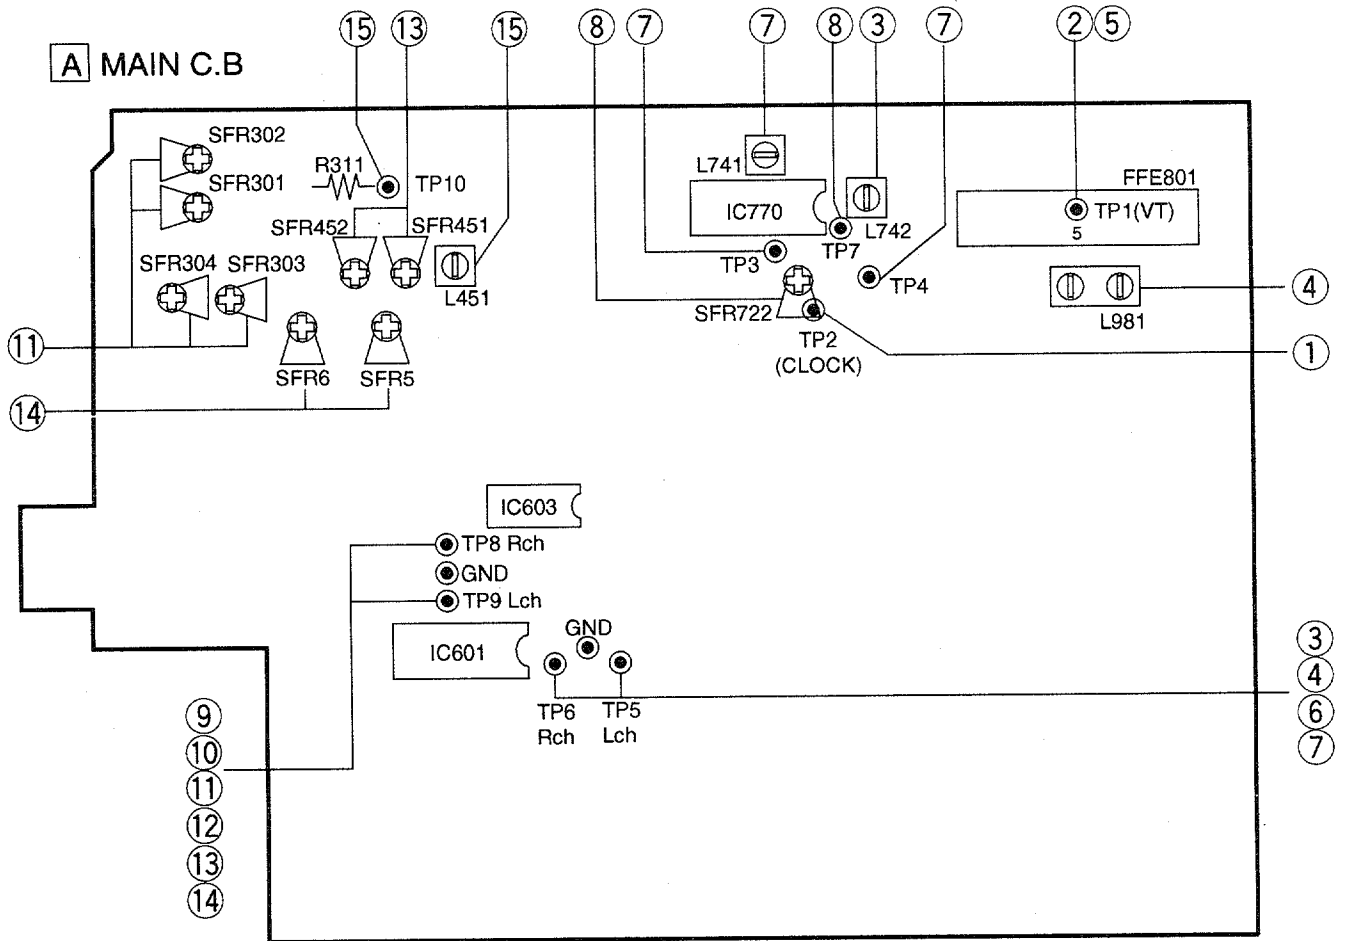 ⑮ ⑬ ⑮ ⑧ ⑦ ⑦ ⑧ ③ ⑦ ② ⑤
A MAIN C.B
SFR302
SFR301
R311
TP10
L741
IC770
L742
TP7
FFE801
TP1(VT)
5
SFR452
SFR451
L451
TP3
TP4
SFR304
SFR303
SFR722
TP2
(CLOCK)
L981
④
①
⑪
SFR6
SFR5
⑭
IC603
TP8 Rch
GND
TP9 Lch
IC601
GND
TP6
Rch
TP5
Lch
③
④
⑥
⑦
⑨
⑩
⑪
⑫
⑬
⑭